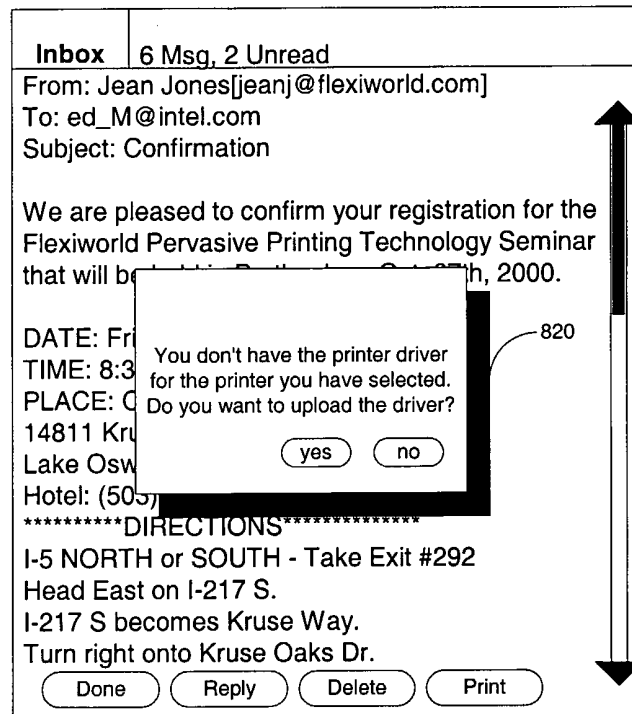 Inbox 6 Msg, 2 Unread
From: Jean Jones[jeanj@flexiworld.com]
To: ed_M@intel.com
Subject: Confirmation
We are pleased to confirm your registration for the
Flexiworld Pervasive Printing Technology Seminar
that will h, 2000.
DATE: Fri
TIME: 8:3
PLACE:
14811 Kru
Lake Osw
Hotel: (503)
You don't have the printer driver
for the printer you have selected.
Do you want to upload the driver?
yes no
820
**********DIRECTIONS**************
I-5 NORTH or SOUTH - Take Exit #292
Head East on I-217 S.
I-217 S becomes Kruse Way.
Turn right onto Kruse Oaks Dr.
Done Reply Delete Print